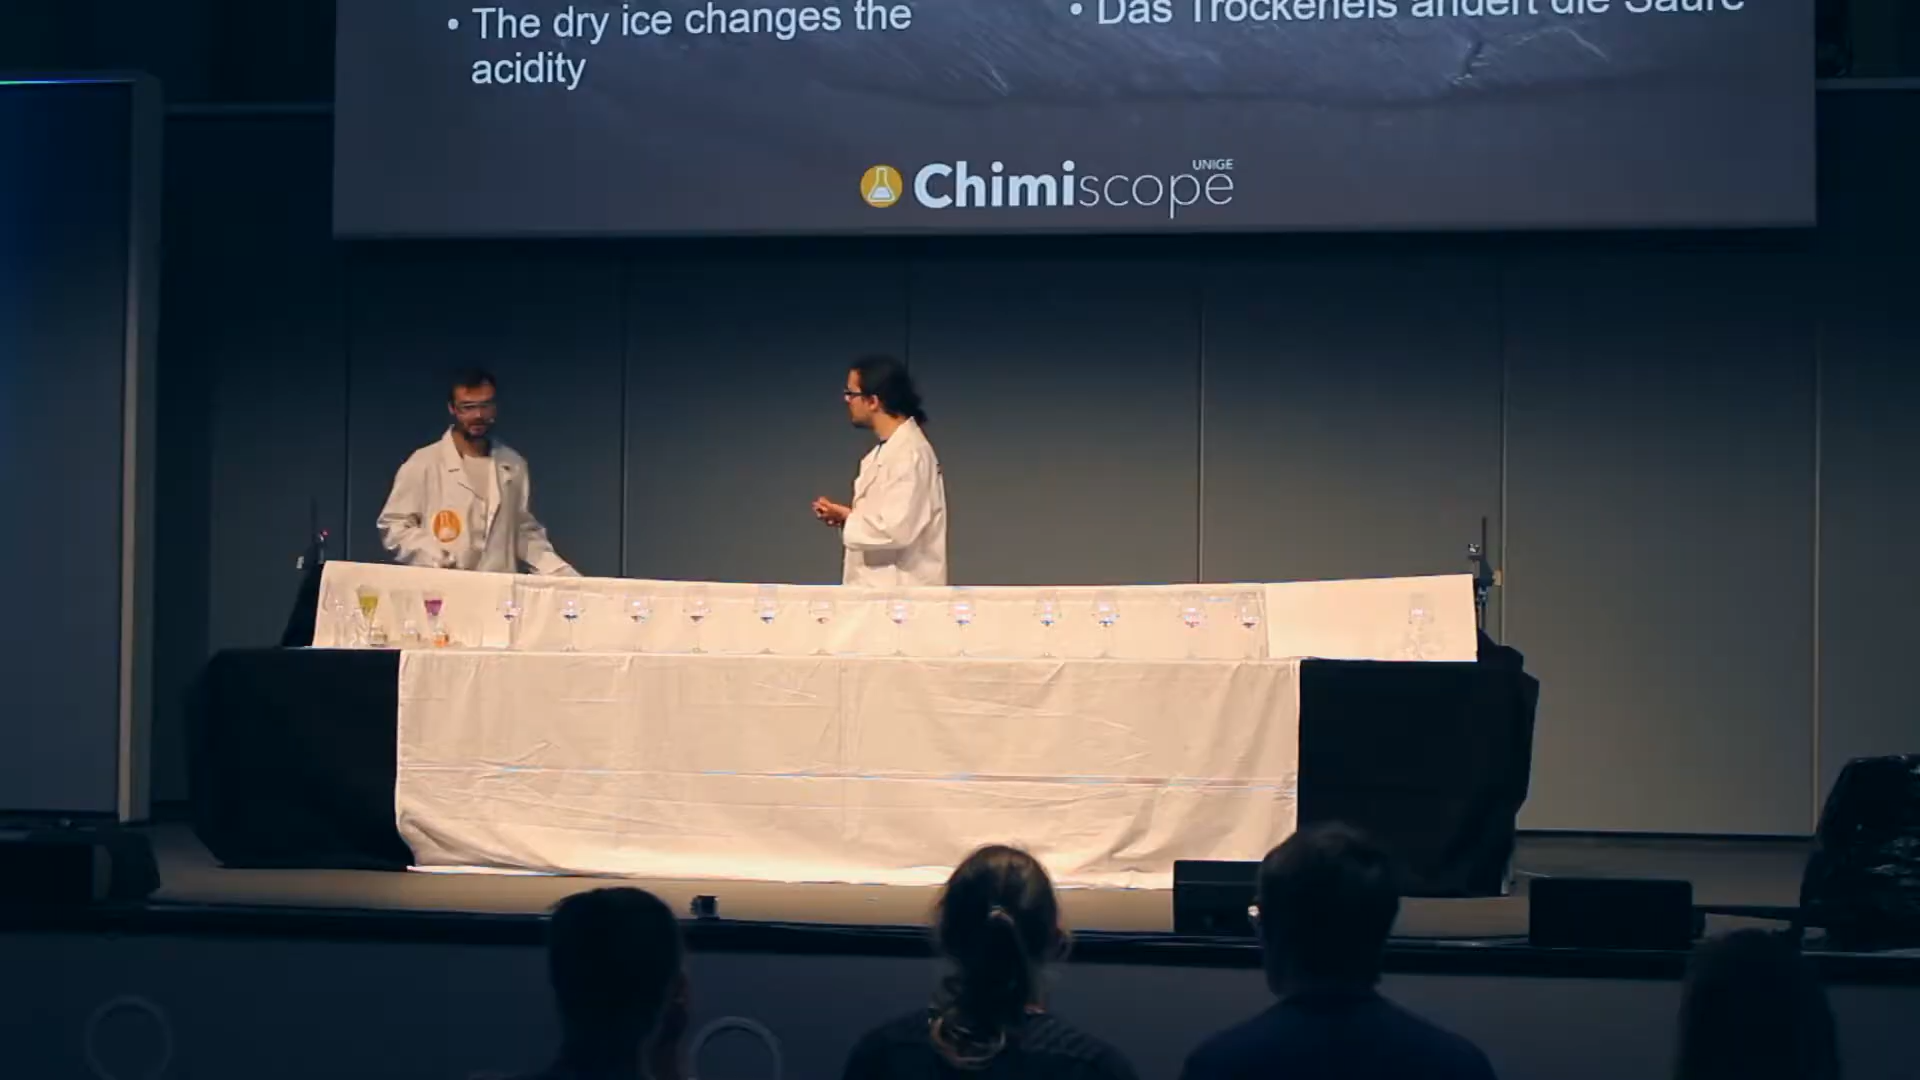 • The dry ice changes the
acidity
• Das Trockeneis ändert die Säure
UNIGE
Chimiscope